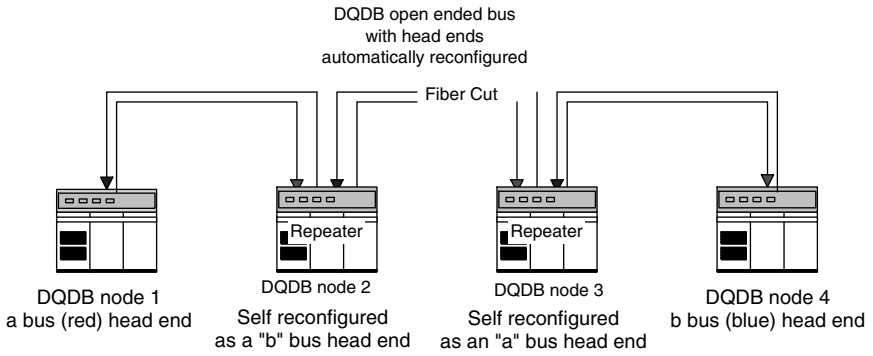 DQDB open ended bus
with head ends
automatically reconfigured
Fiber Cut
Repeater
Repeater
DQDB node 1
a bus (red) head end
DQDB node 2
Self reconfigured
as a "b" bus head end
DQDB node 3
Self reconfigured
as an "a" bus head end
DQDB node 4
b bus (blue) head end